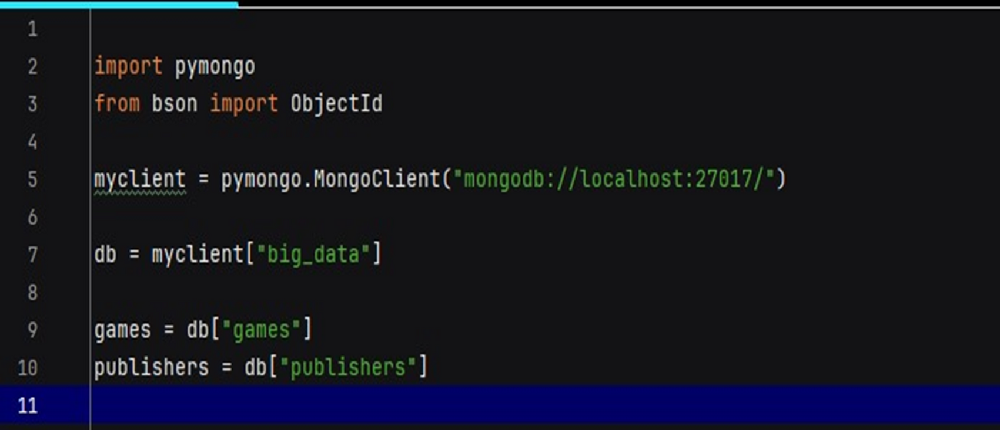 1
2 import pymongo
3 from bson import ObjectId
4
5 myclient = pymongo.MongoClient("mongodb://localhost:27017/")
6
7 db = myclient["big_data"]
8
9 games = db["games"]
10 publishers = db["publishers"]
11